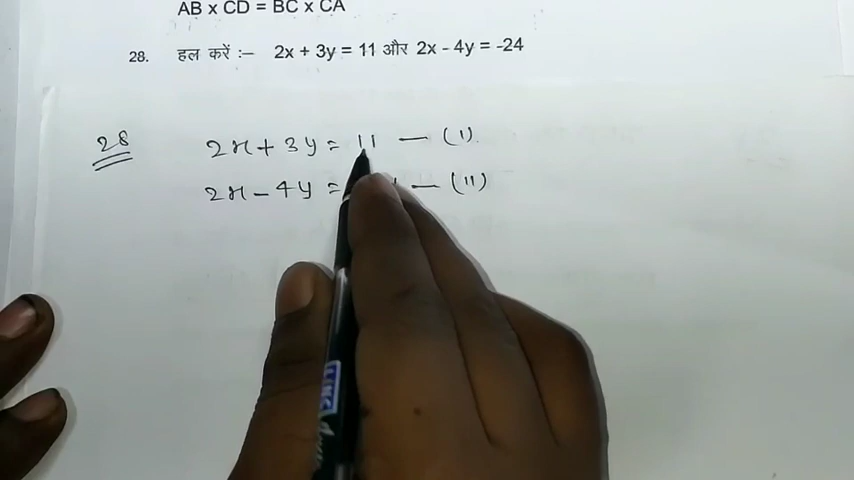 AB x CD = BC x CA
28. हल करें :– 2x + 3y = 11 और 2x - 4y = -24
28 2x + 3y = 11 — (I)
2x - 4y = — (II)
LINC